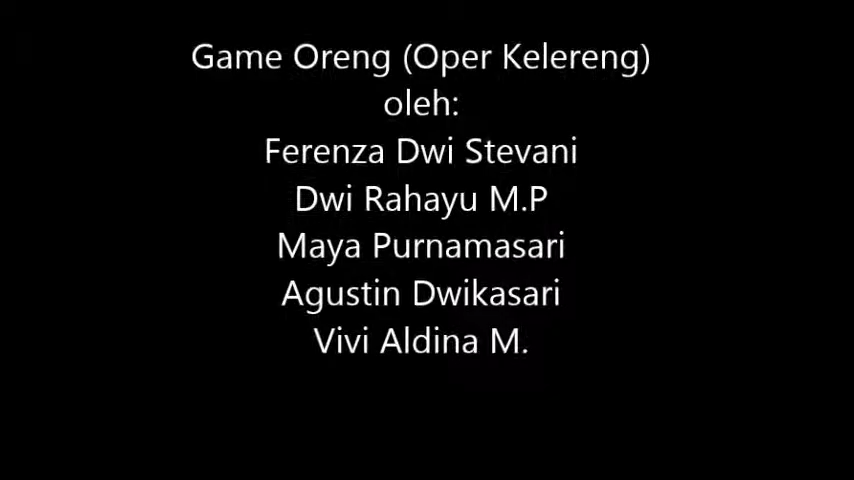 Game Oreng (Oper Kelereng)
oleh:
Ferenza Dwi Stevani
Dwi Rahayu M.P
Maya Purnamasari
Agustin Dwikasari
Vivi Aldina M.